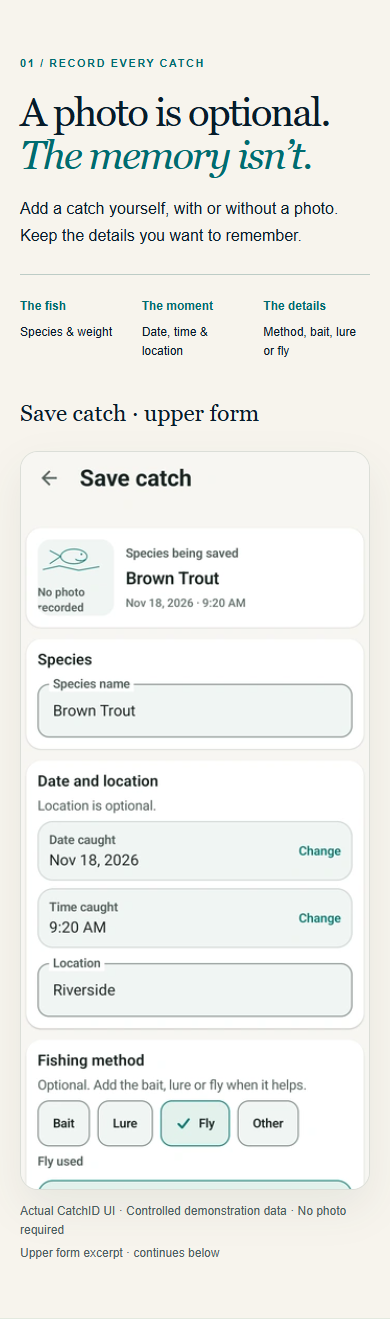 01 / RECORD EVERY CATCH
A photo is optional.
The memory isn't.
Add a catch yourself, with or without a photo.
Keep the details you want to remember.
The fish
Species & weight
The moment
Date, time &
location
The details
Method, bait, lure
or fly
Save catch · upper form
Save catch
No photo
recorded
Species being saved
Brown Trout
Nov 18, 2026 · 9:20 AM
Species
Species name
Brown Trout
Date and location
Location is optional.
Date caught
Nov 18, 2026
Change
Time caught
9:20 AM
Change
Location
Riverside
Fishing method
Optional. Add the bait, lure or fly when it helps.
Bait
Lure
Fly
Other
Fly used
Actual CatchID UI · Controlled demonstration data · No photo
required
Upper form excerpt · continues below